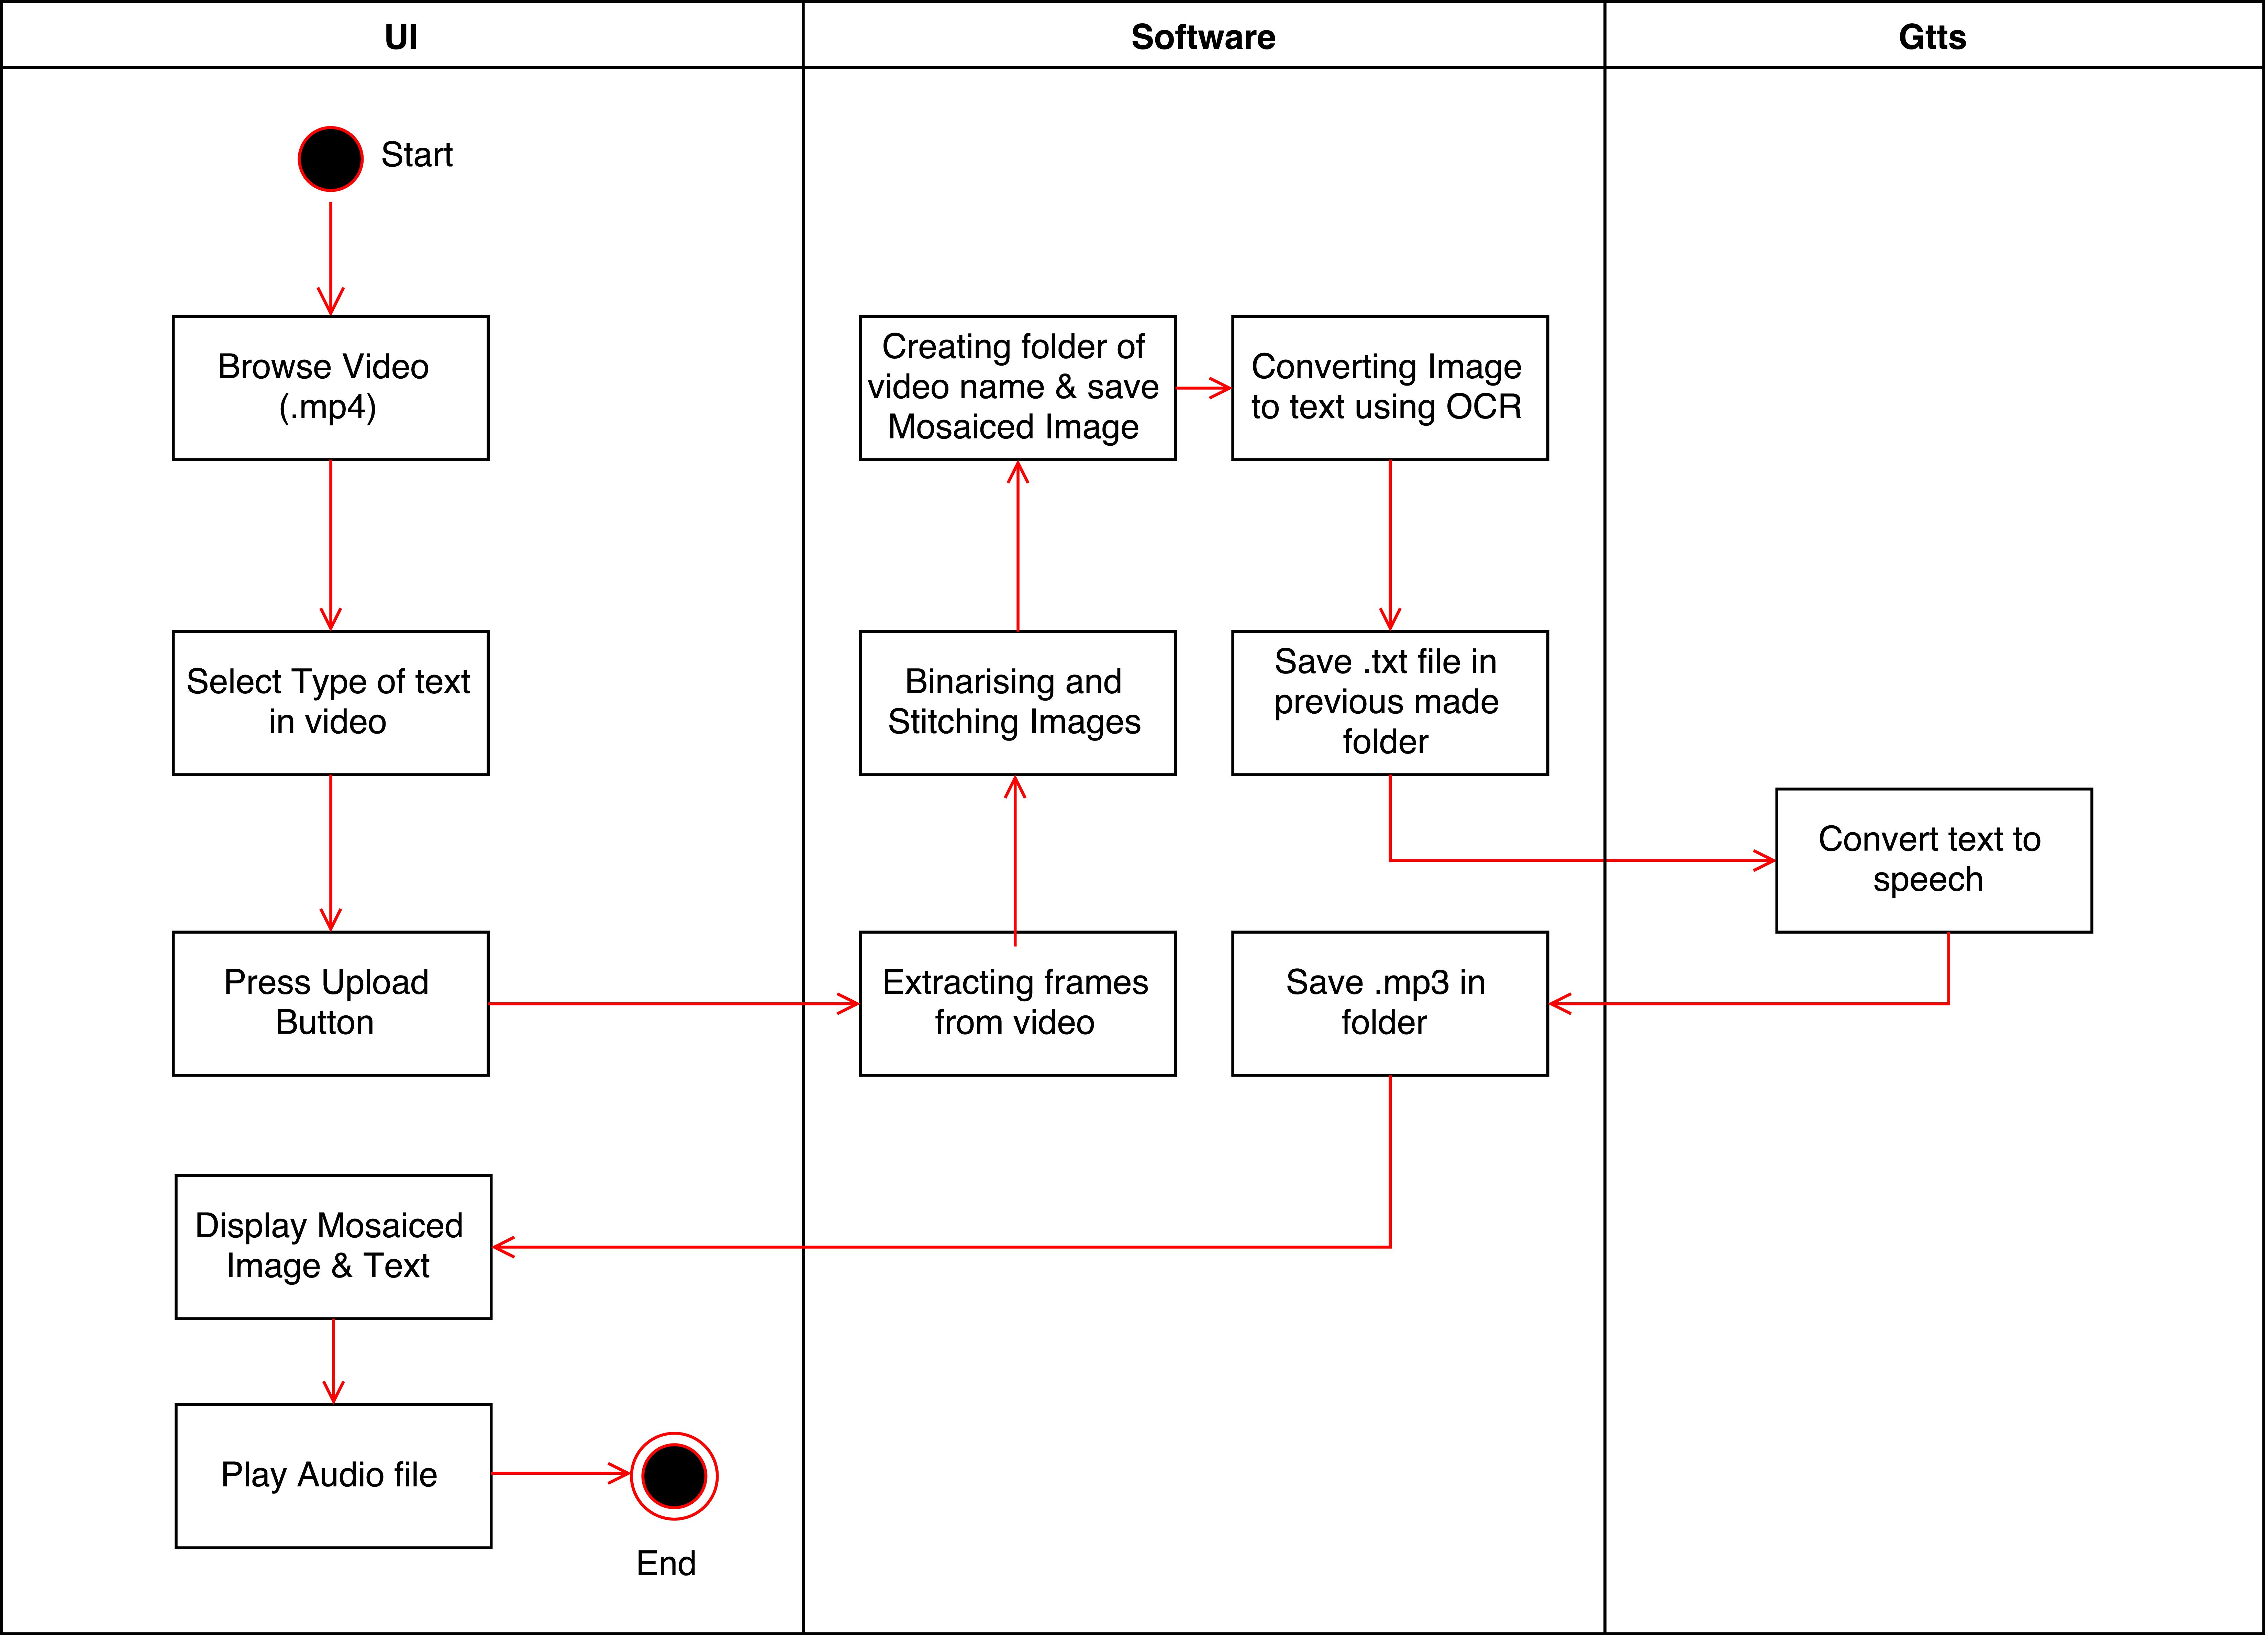 UI
Software
Gtts
Start
Browse Video
(.mp4)
Select Type of text
in video
Press Upload
Button
Extracting frames
from video
Binarising and
Stitching Images
Creating folder of
video name & save
Mosaiced Image
Converting Image
to text using OCR
Save .txt file in
previous made
folder
Convert text to
speech
Save .mp3 in
folder
Display Mosaiced
Image & Text
Play Audio file
End